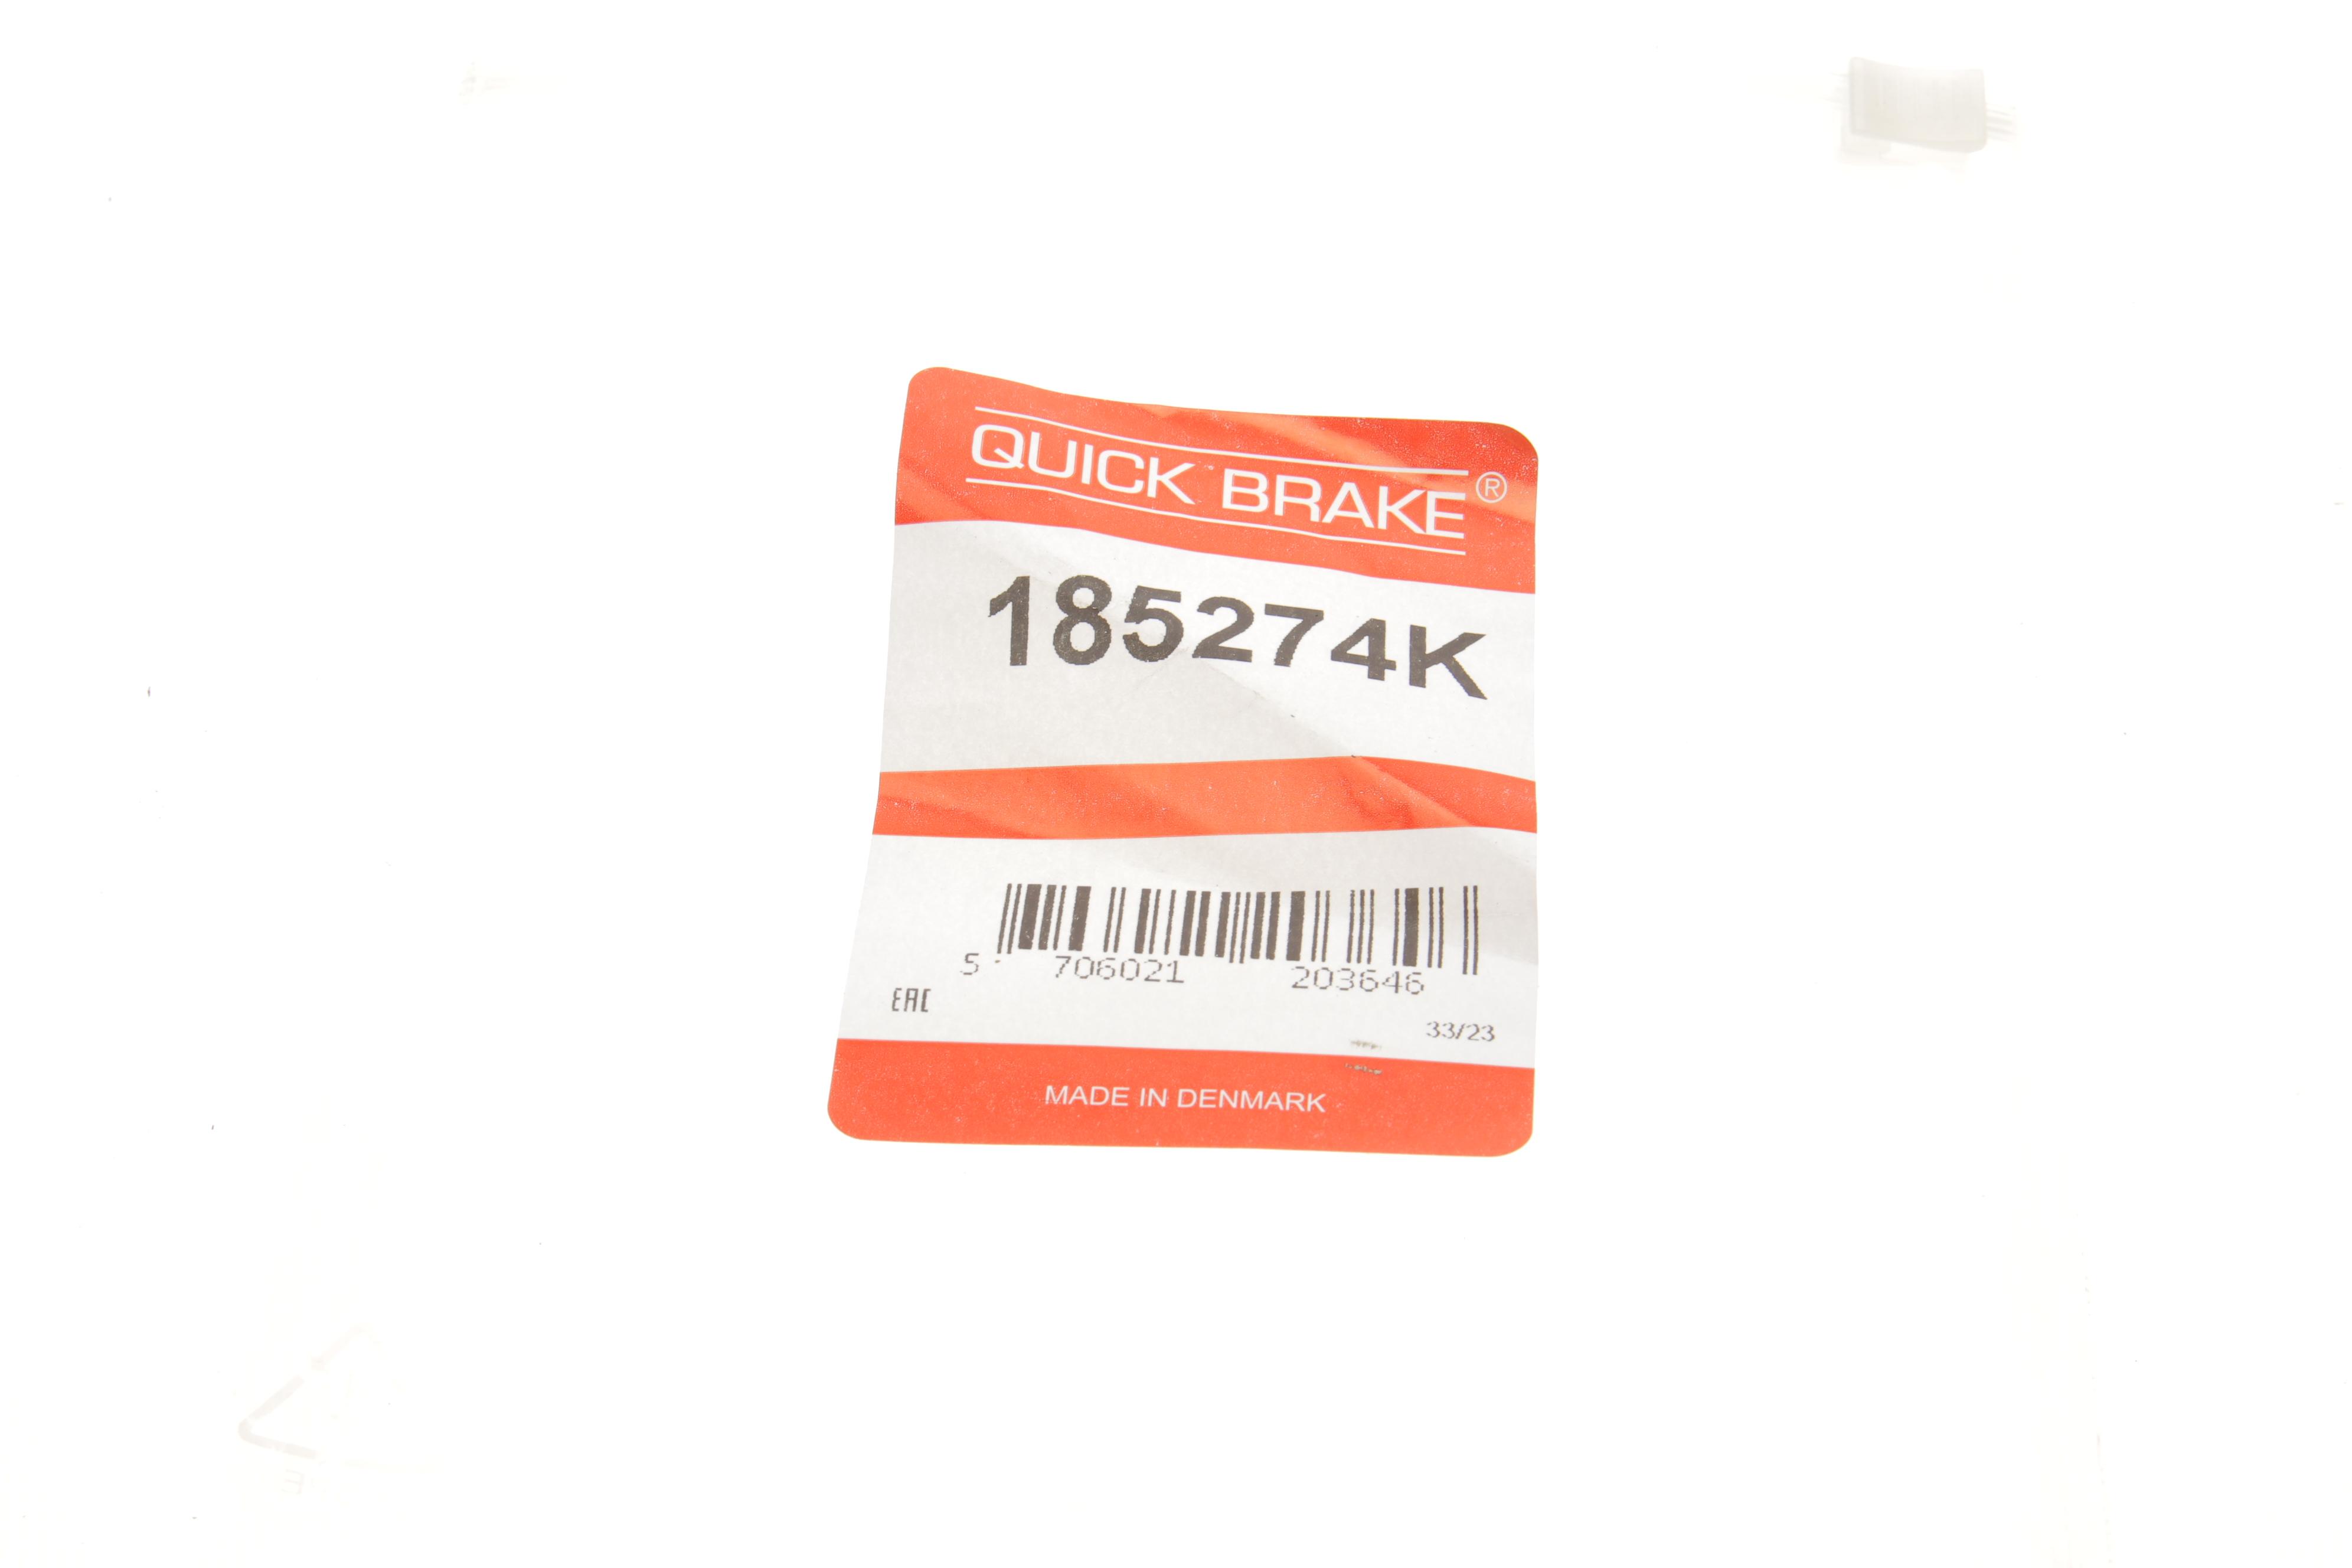 QUICK BRAKE®
185274K
5 706021 203646
EAC
33/23
MADE IN DENMARK